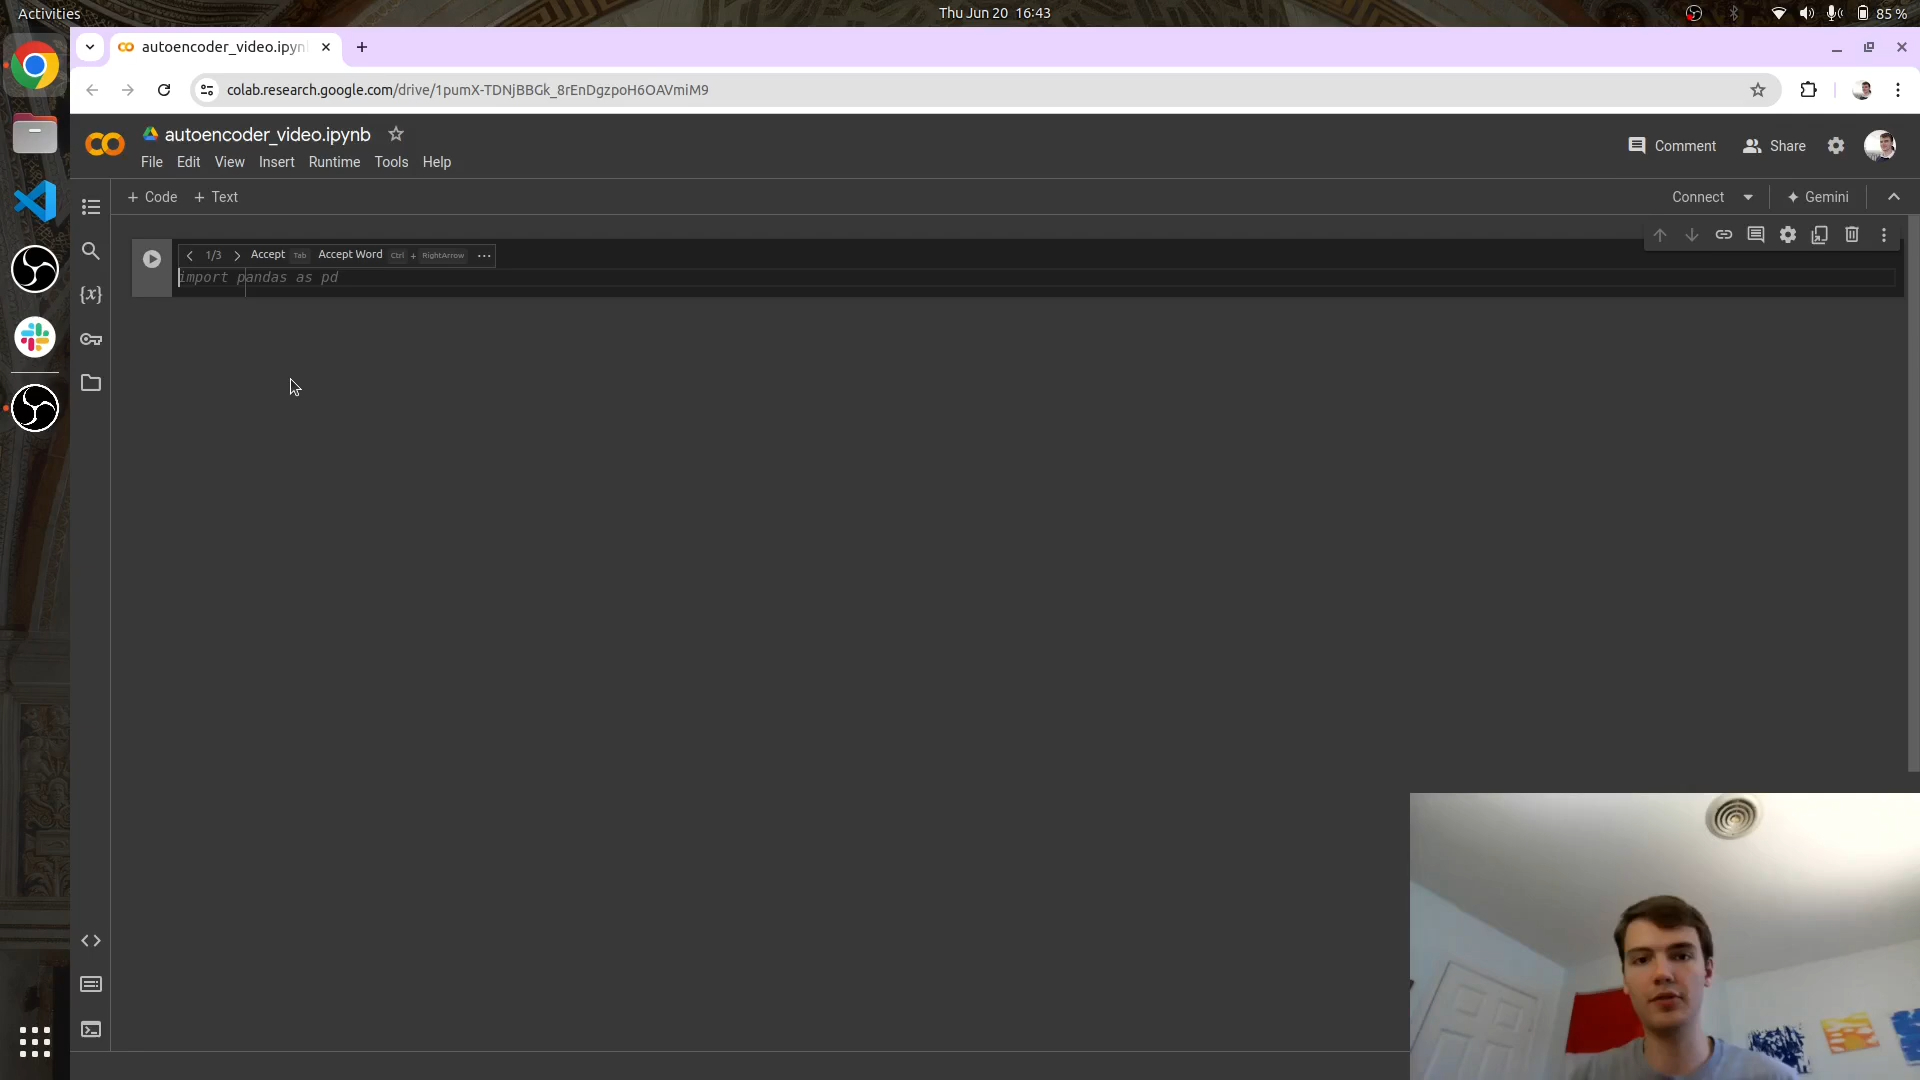 Activities
Thu Jun 20 16:43
85 %
autoencoder_video.ipyn
colab.research.google.com/drive/1pumX-TDNjBBGk_8rEnDgzpoH6OAVmiM9
autoencoder_video.ipynb
File Edit View Insert Runtime Tools Help
Comment Share
+ Code + Text
Connect Gemini
1/3 Accept Tab Accept Word Ctrl + RightArrow ...
import pandas as pd
{x}